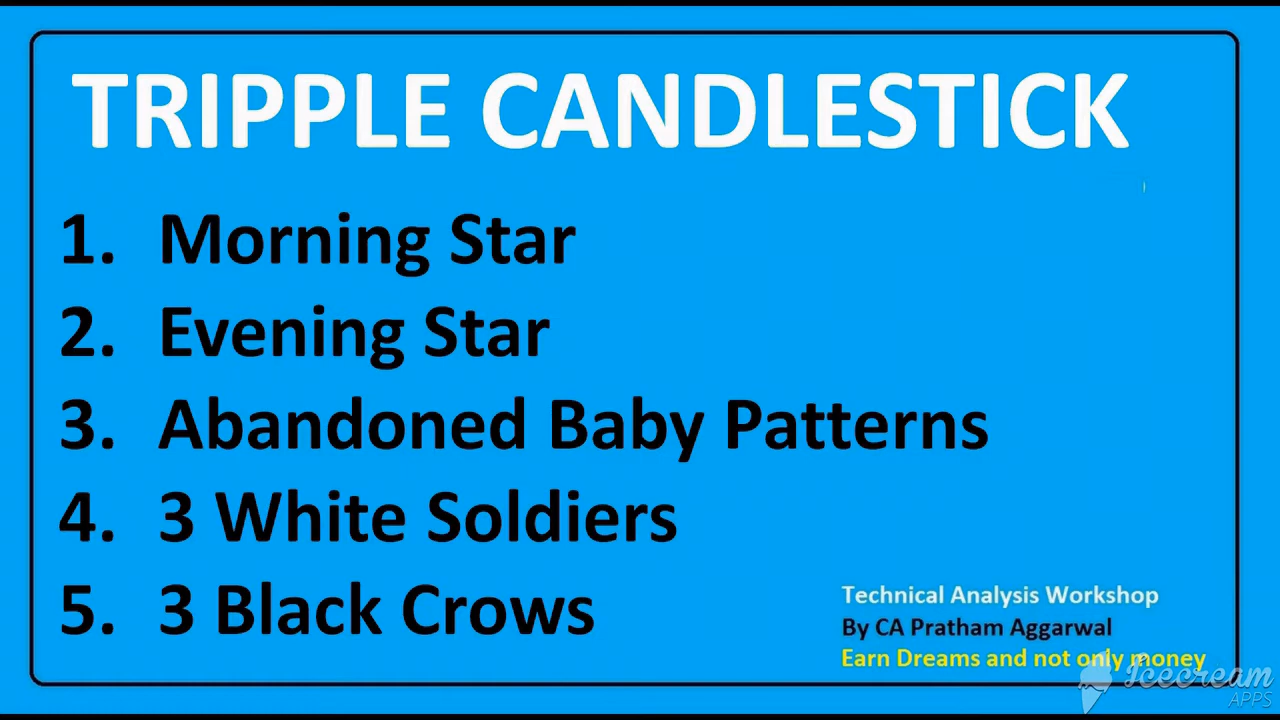 TRIPPLE CANDLESTICK
1. Morning Star
2. Evening Star
3. Abandoned Baby Patterns
4. 3 White Soldiers
5. 3 Black Crows
Technical Analysis Workshop
By CA Pratham Aggarwal
Earn Dreams and not only money
Icecream
APPS